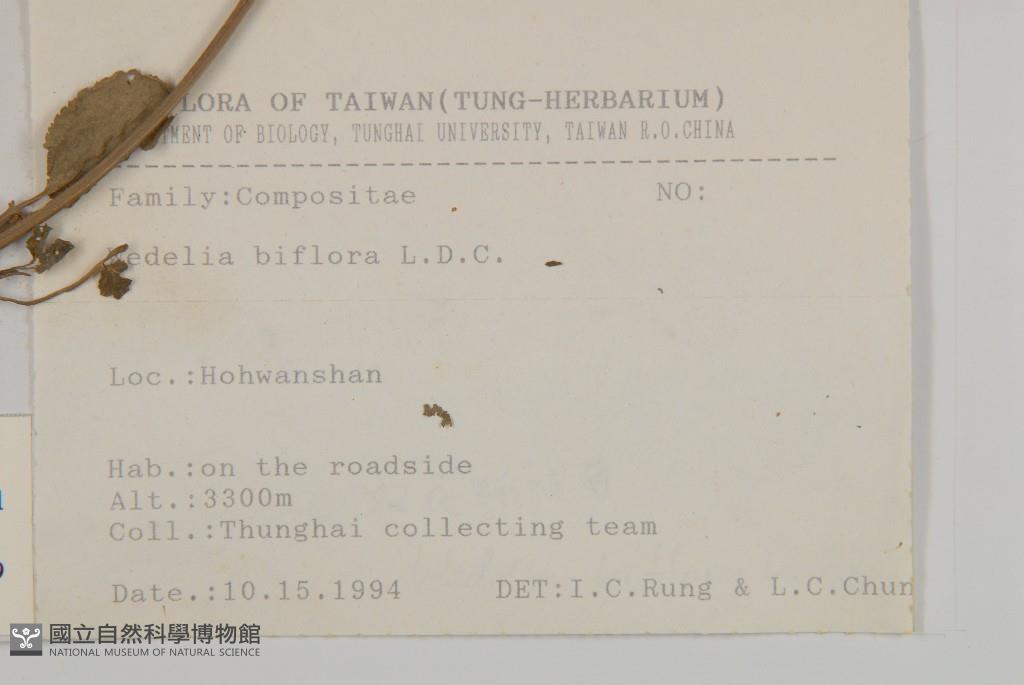 LORA OF TAIWAN(TUNG-HERBARIUM)
TMENT OF BIOLOGY, TUNGHAI UNIVERSITY, TAIWAN R.O.CHINA
Family:Compositae NO:
edelia biflora L.D.C.
Loc.:Hohwanshan
Hab.:on the roadside
Alt.:3300m
Coll.:Thunghai collecting team
Date.:10.15.1994 DET:I.C.Rung & L.C.Chun
國立自然科學博物館
NATIONAL MUSEUM OF NATURAL SCIENCE